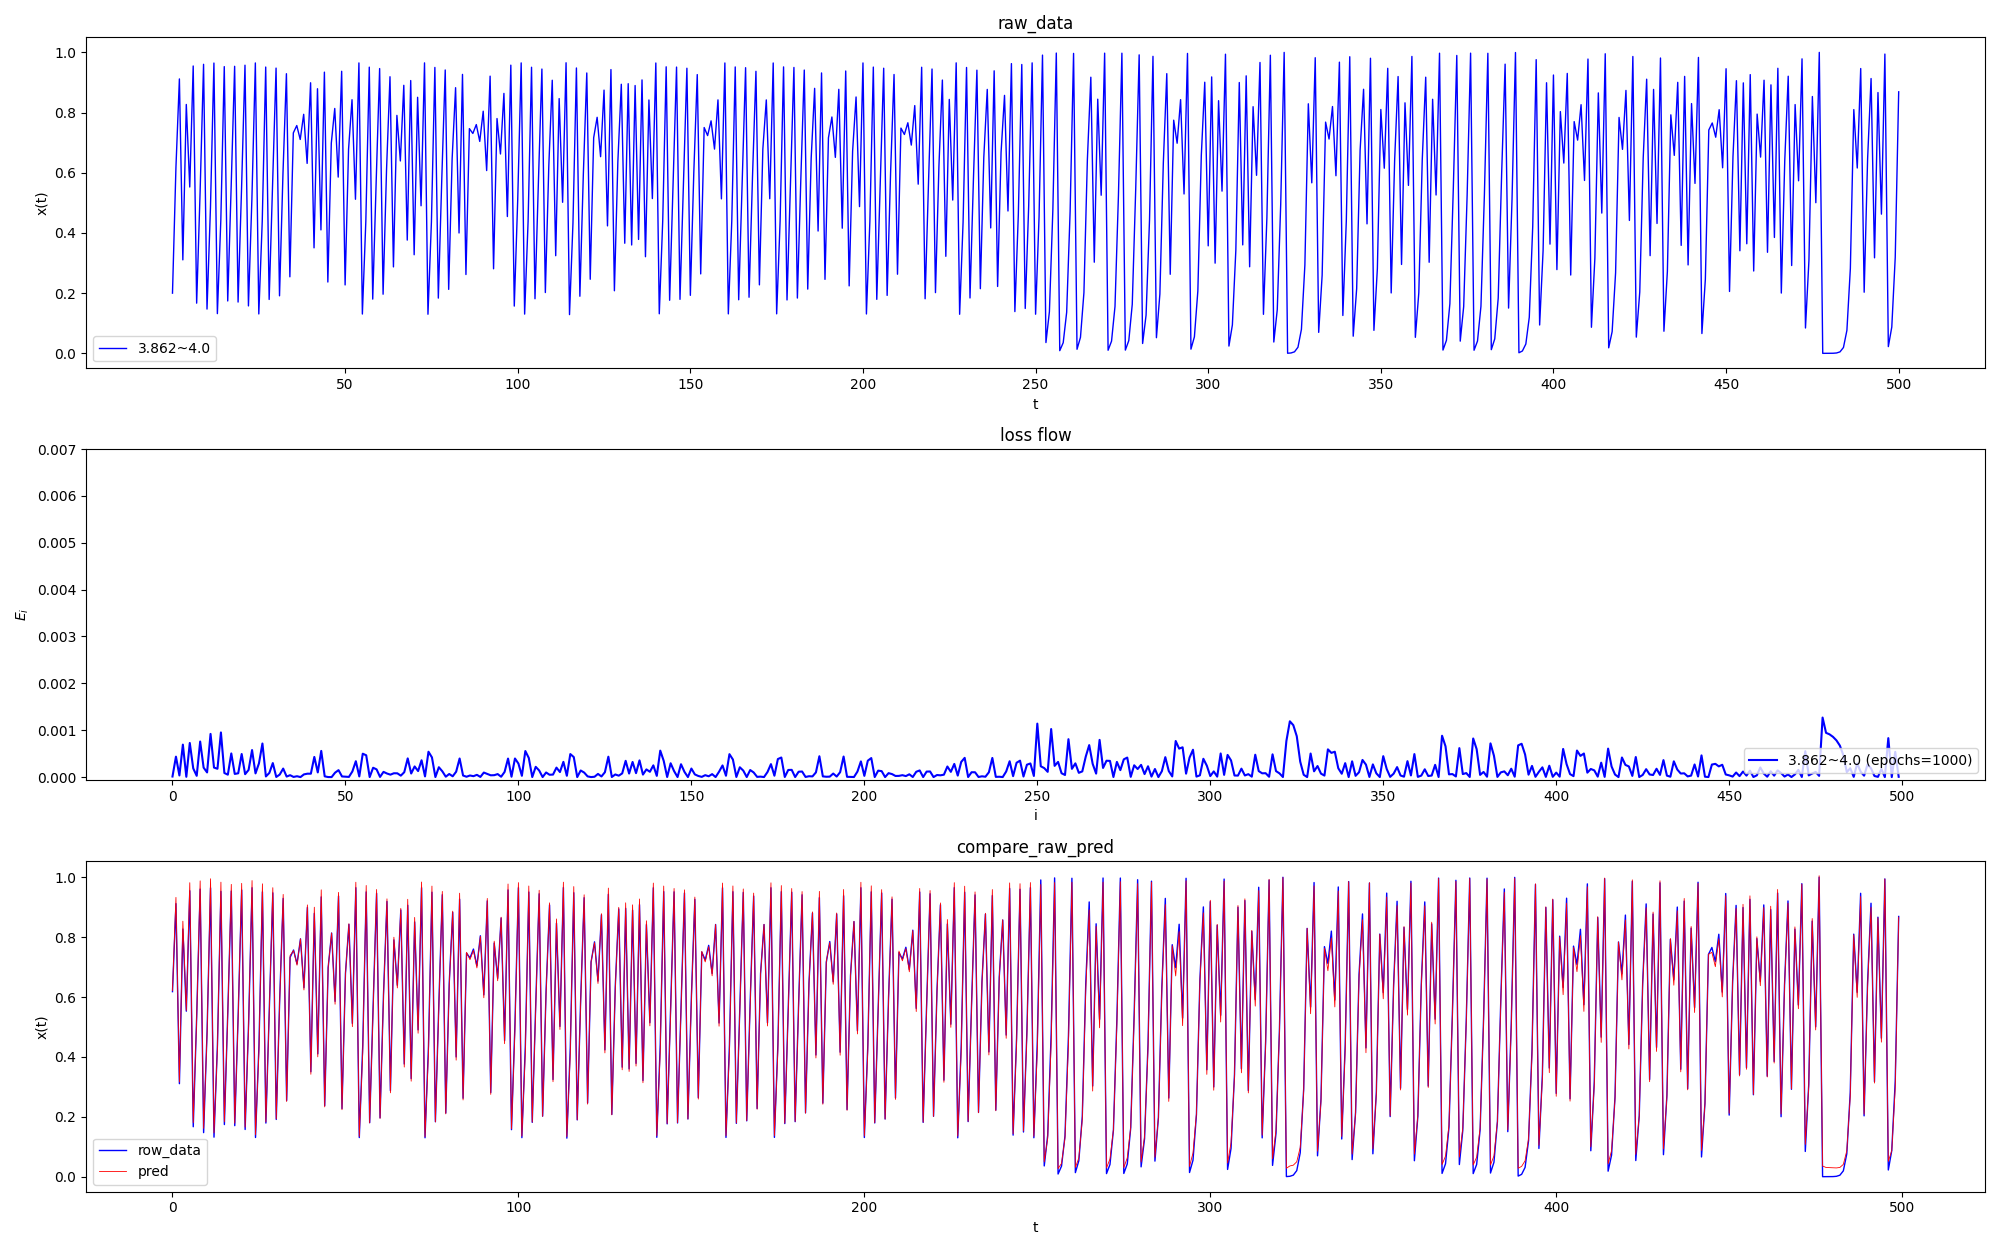 raw_data
1.0
0.8
0.6
0.4
0.2
0.0
x(t)
3.862~4.0
50 100 150 200 250 300 350 400 450 500
t
loss flow
0.007
0.006
0.005
0.004
0.003
0.002
0.001
0.000
E_i
3.862~4.0 (epochs=1000)
0 50 100 150 200 250 300 350 400 450 500
i
compare_raw_pred
1.0
0.8
0.6
0.4
0.2
0.0
x(t)
row_data
pred
0 100 200 300 400 500
t